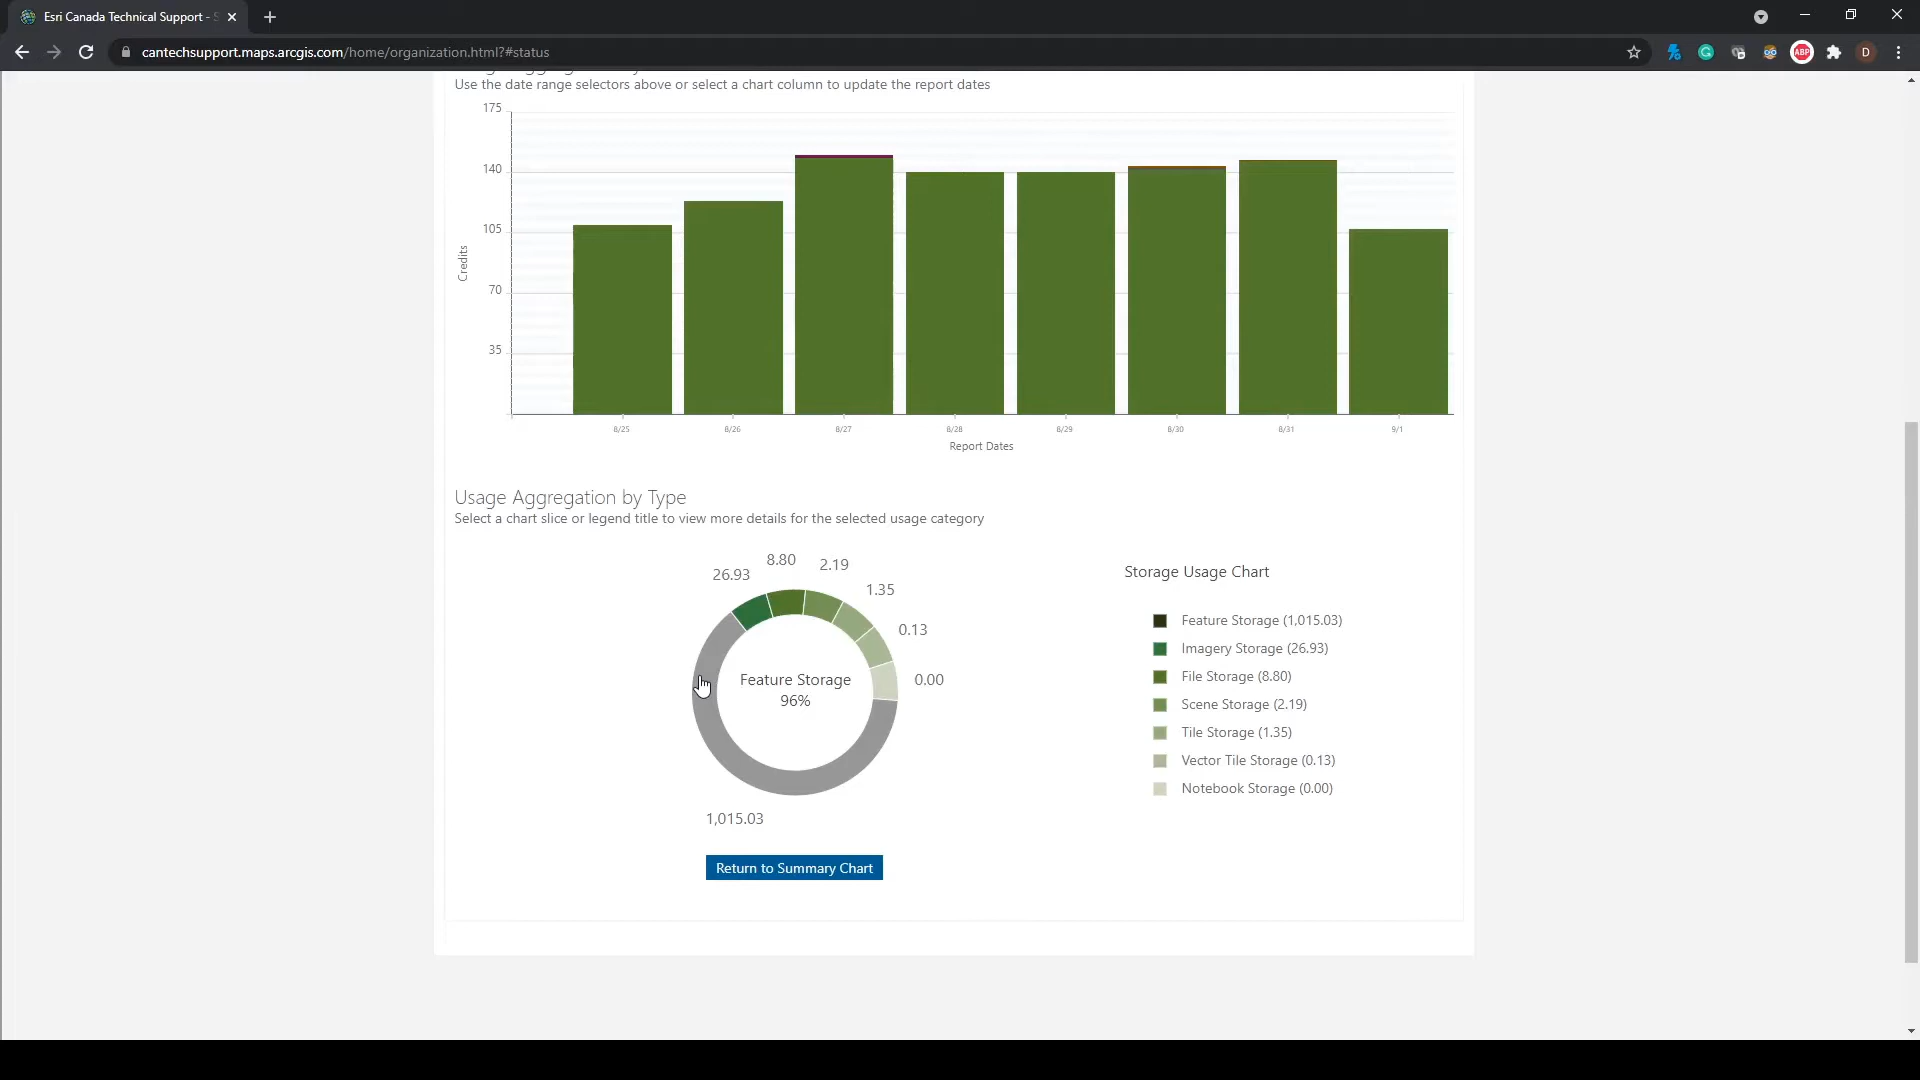 Esri Canada Technical Support - S
cantechsupport.maps.arcgis.com/home/organization.html?#status
ABP
D
Use the date range selectors above or select a chart column to update the report dates
175
140
105
70
35
Credits
8/25
8/26
8/27
8/28
8/29
8/30
8/31
9/1
Report Dates
Usage Aggregation by Type
Select a chart slice or legend title to view more details for the selected usage category
26.93
8.80
2.19
1.35
0.13
0.00
Feature Storage
96%
1,015.03
Return to Summary Chart
Storage Usage Chart
Feature Storage (1,015.03)
Imagery Storage (26.93)
File Storage (8.80)
Scene Storage (2.19)
Tile Storage (1.35)
Vector Tile Storage (0.13)
Notebook Storage (0.00)